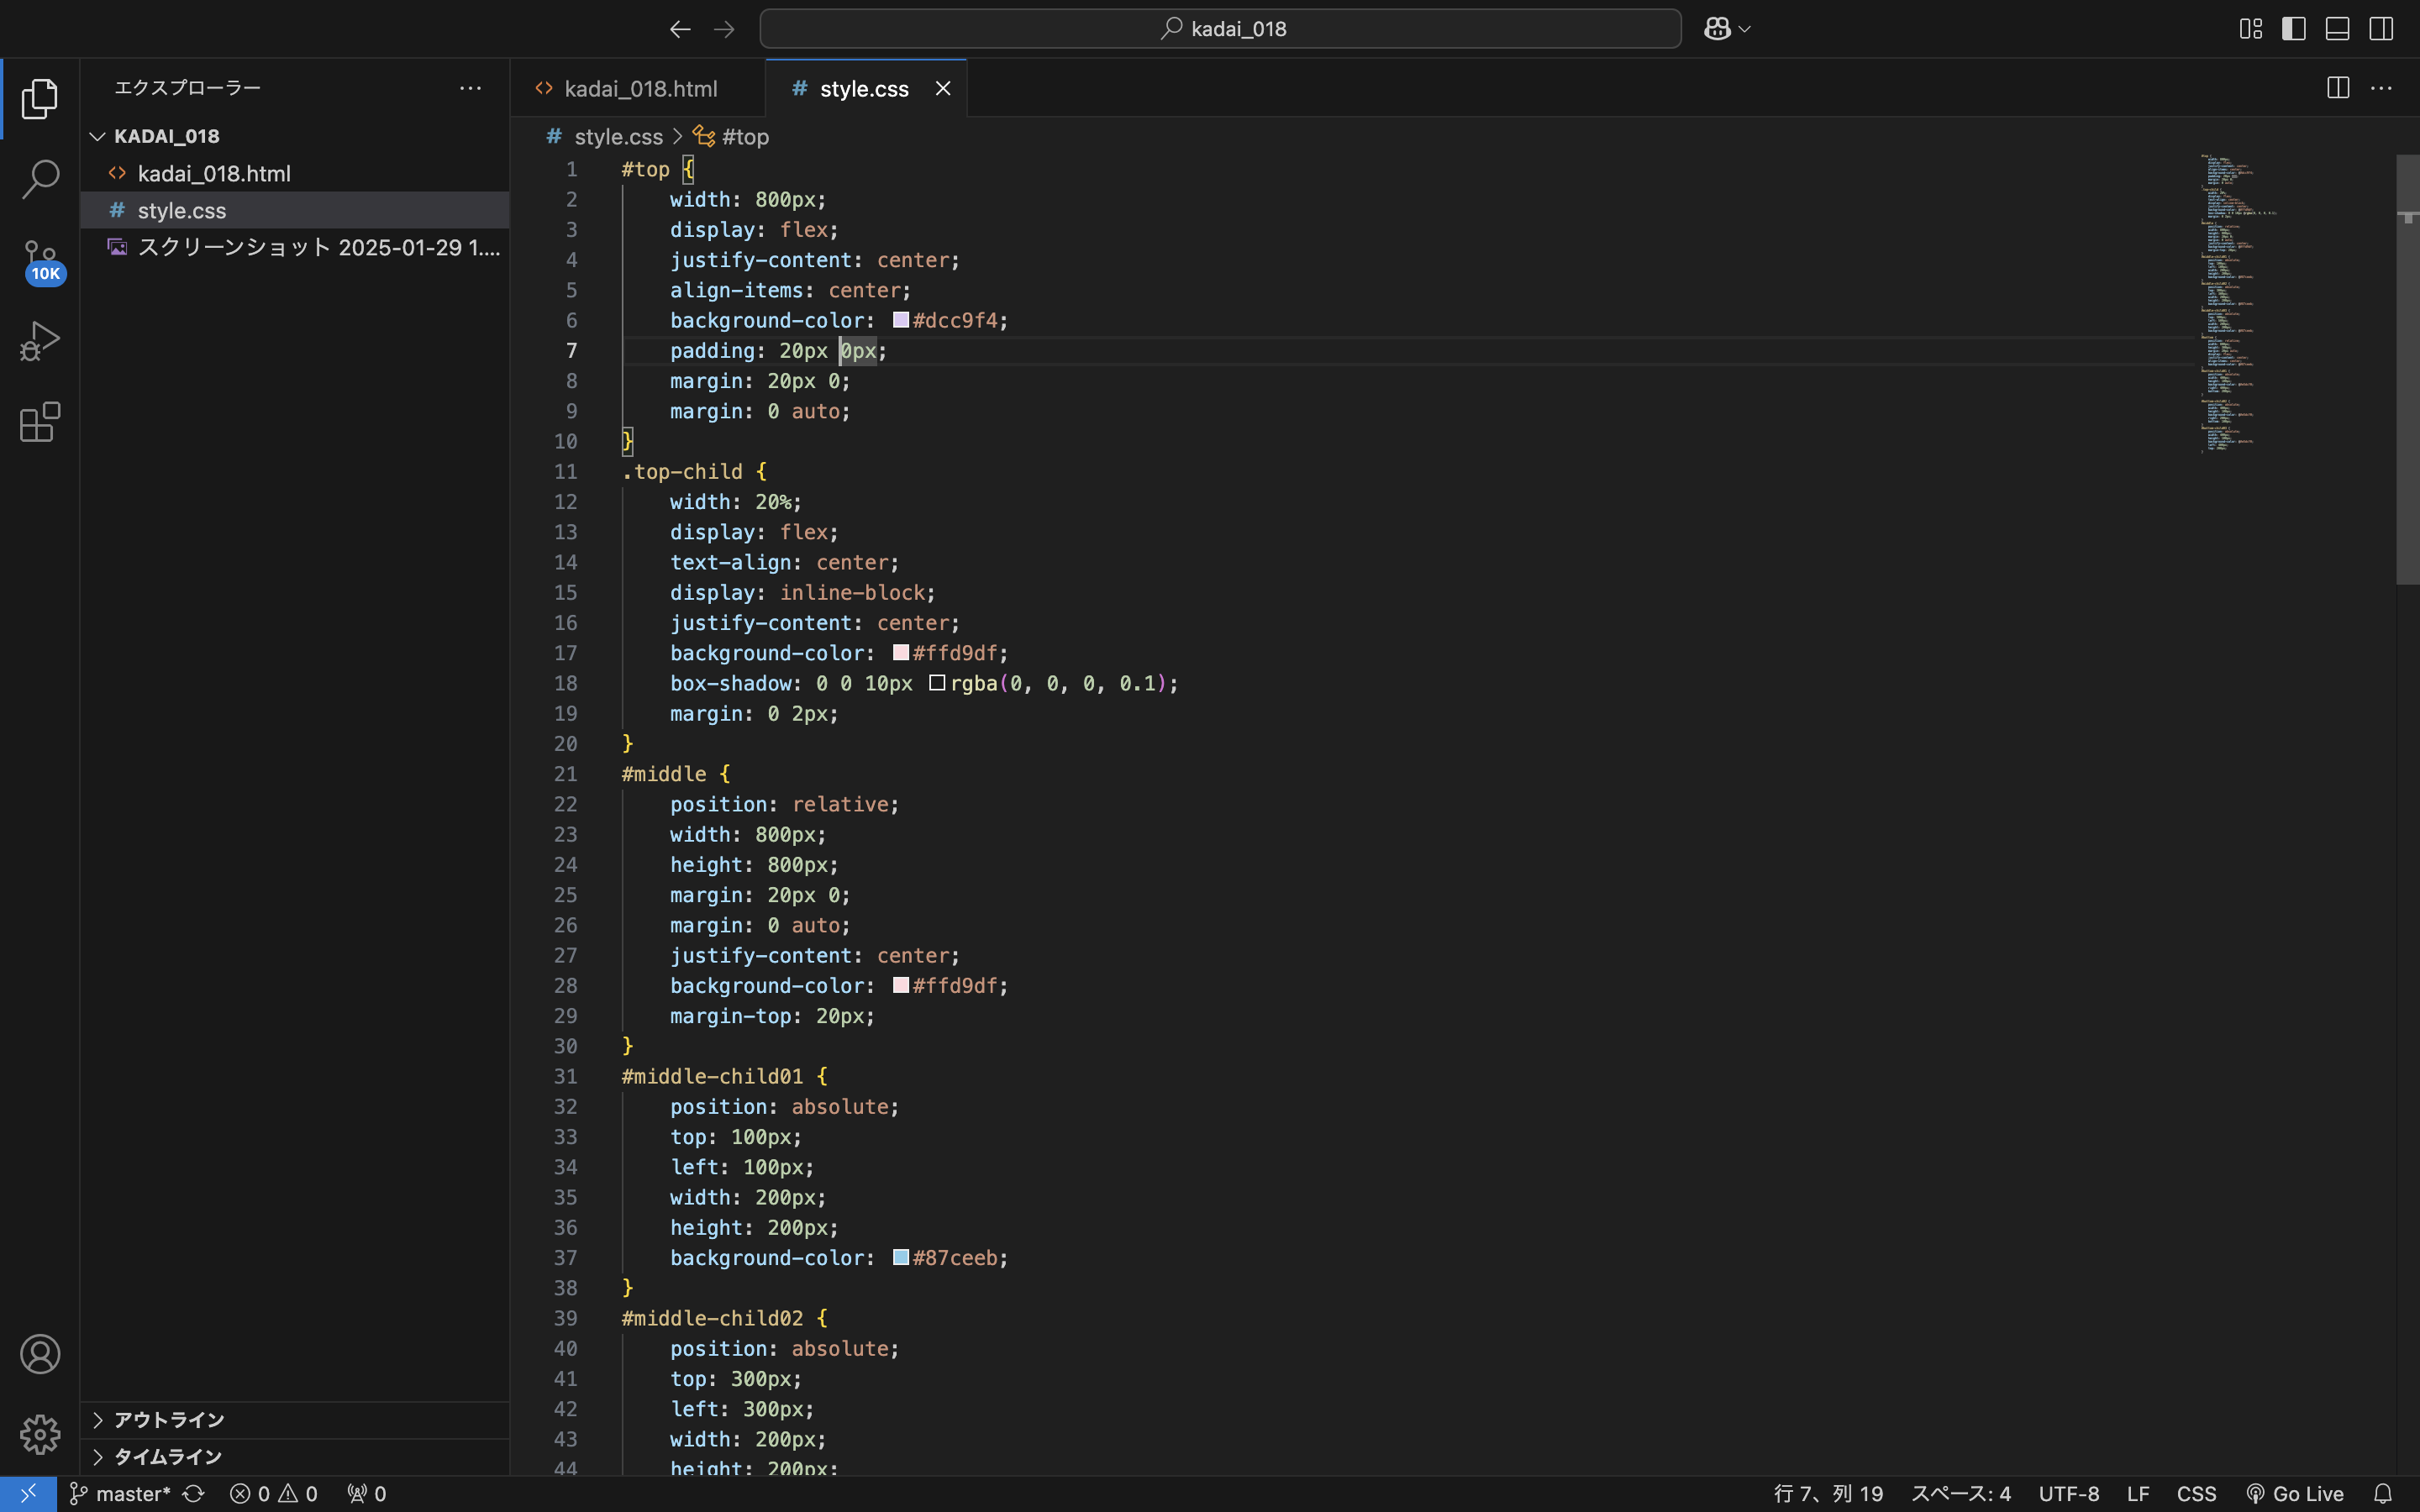 kadai_018
エクスプローラー
KADAI_018
kadai_018.html
style.css
スクリーンショット 2025-01-29 1....
10K
アウトライン
タイムライン
kadai_018.html
# style.css
# style.css > #top
1 #top {
2 width: 800px;
3 display: flex;
4 justify-content: center;
5 align-items: center;
6 background-color: #dcc9f4;
7 padding: 20px 0px;
8 margin: 20px 0;
9 margin: 0 auto;
10 }
11 .top-child {
12 width: 20%;
13 display: flex;
14 text-align: center;
15 display: inline-block;
16 justify-content: center;
17 background-color: #ffd9df;
18 box-shadow: 0 0 10px rgba(0, 0, 0, 0.1);
19 margin: 0 2px;
20 }
21 #middle {
22 position: relative;
23 width: 800px;
24 height: 800px;
25 margin: 20px 0;
26 margin: 0 auto;
27 justify-content: center;
28 background-color: #ffd9df;
29 margin-top: 20px;
30 }
31 #middle-child01 {
32 position: absolute;
33 top: 100px;
34 left: 100px;
35 width: 200px;
36 height: 200px;
37 background-color: #87ceeb;
38 }
39 #middle-child02 {
40 position: absolute;
41 top: 300px;
42 left: 300px;
43 width: 200px;
44 height: 200px;
master* 0 0 0 行 7、列 19 スペース: 4 UTF-8 LF CSS Go Live